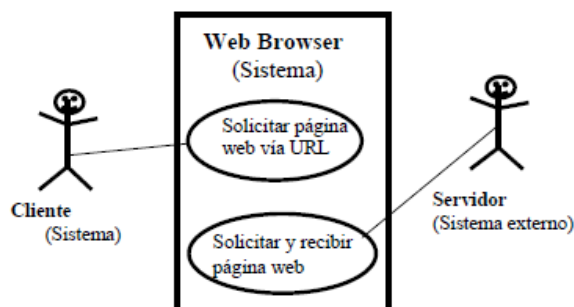 Web Browser
(Sistema)
Solicitar página
web vía URL
Cliente
(Sistema)
Servidor
(Sistema externo)
Solicitar y recibir
página web